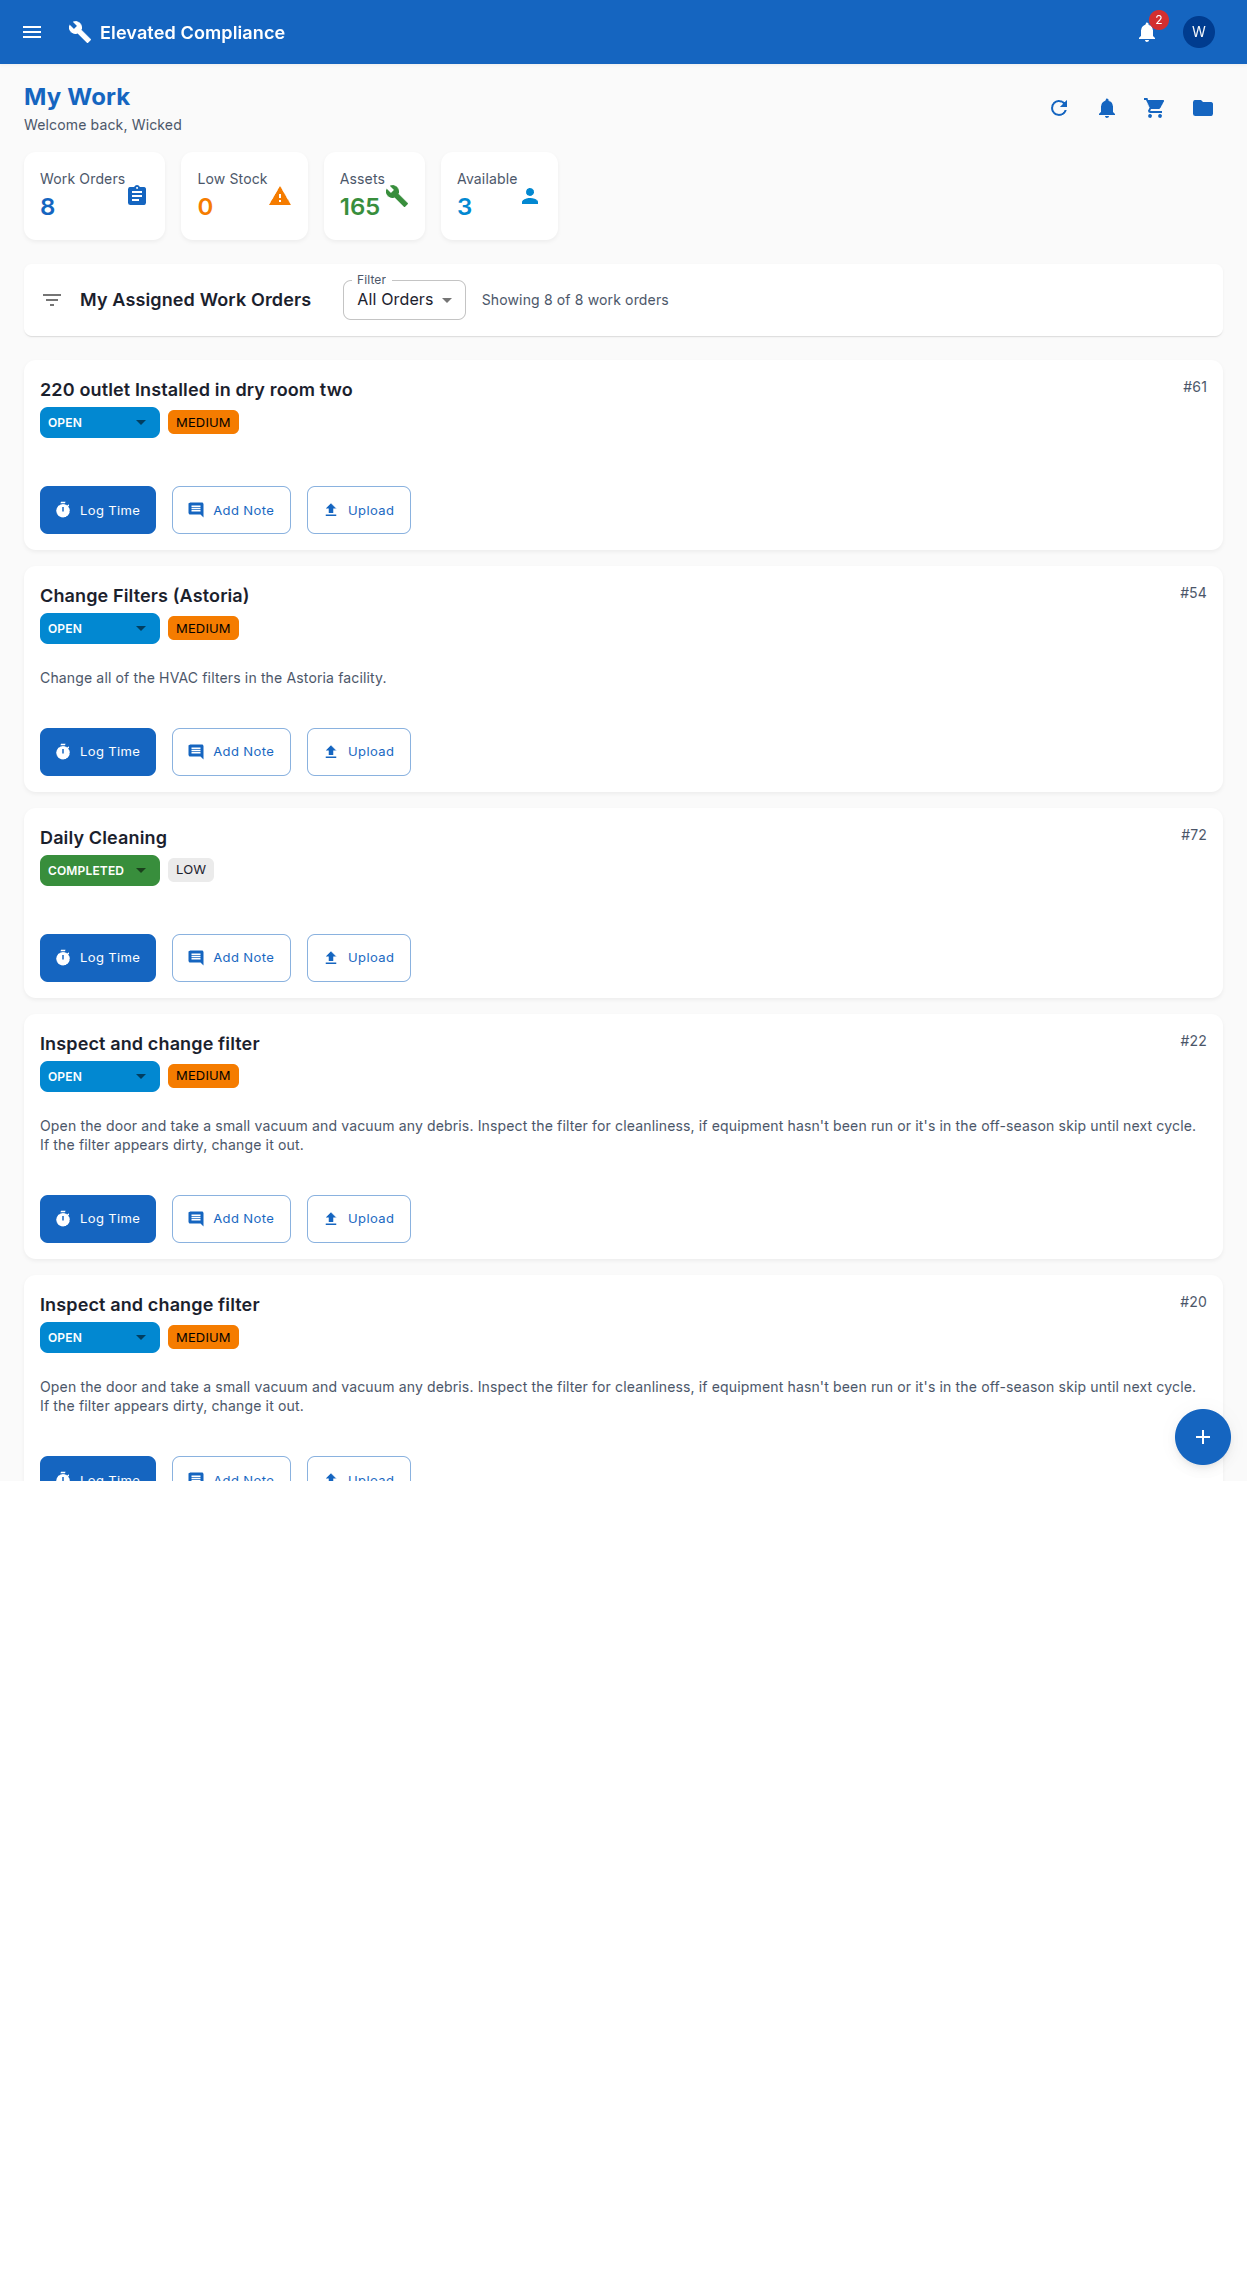 Elevated Compliance
2
W
My Work
Welcome back, Wicked
Work Orders
8
Low Stock
0
Assets
165
Available
3
My Assigned Work Orders
Filter
All Orders
Showing 8 of 8 work orders
220 outlet Installed in dry room two
#61
OPEN
MEDIUM
Log Time
Add Note
Upload
Change Filters (Astoria)
#54
OPEN
MEDIUM
Change all of the HVAC filters in the Astoria facility.
Log Time
Add Note
Upload
Daily Cleaning
#72
COMPLETED
LOW
Log Time
Add Note
Upload
Inspect and change filter
#22
OPEN
MEDIUM
Open the door and take a small vacuum and vacuum any debris. Inspect the filter for cleanliness, if equipment hasn't been run or it's in the off-season skip until next cycle.
If the filter appears dirty, change it out.
Log Time
Add Note
Upload
Inspect and change filter
#20
OPEN
MEDIUM
Open the door and take a small vacuum and vacuum any debris. Inspect the filter for cleanliness, if equipment hasn't been run or it's in the off-season skip until next cycle.
If the filter appears dirty, change it out.
Log Time
Add Note
Upload